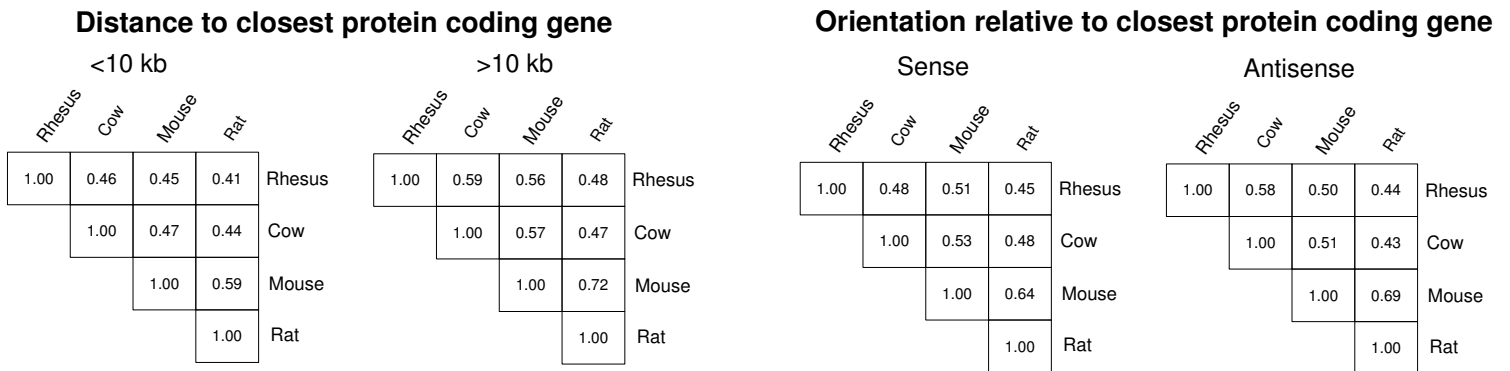 Distance to closest protein coding gene
<10 kb
Rhesus Cow Mouse Rat
1.00 0.46 0.45 0.41 Rhesus
1.00 0.47 0.44 Cow
1.00 0.59 Mouse
1.00 Rat
>10 kb
Rhesus Cow Mouse Rat
1.00 0.59 0.56 0.48 Rhesus
1.00 0.57 0.47 Cow
1.00 0.72 Mouse
1.00 Rat
Orientation relative to closest protein coding gene
Sense
Rhesus Cow Mouse Rat
1.00 0.48 0.51 0.45 Rhesus
1.00 0.53 0.48 Cow
1.00 0.64 Mouse
1.00 Rat
Antisense
Rhesus Cow Mouse Rat
1.00 0.58 0.50 0.44 Rhesus
1.00 0.51 0.43 Cow
1.00 0.69 Mouse
1.00 Rat